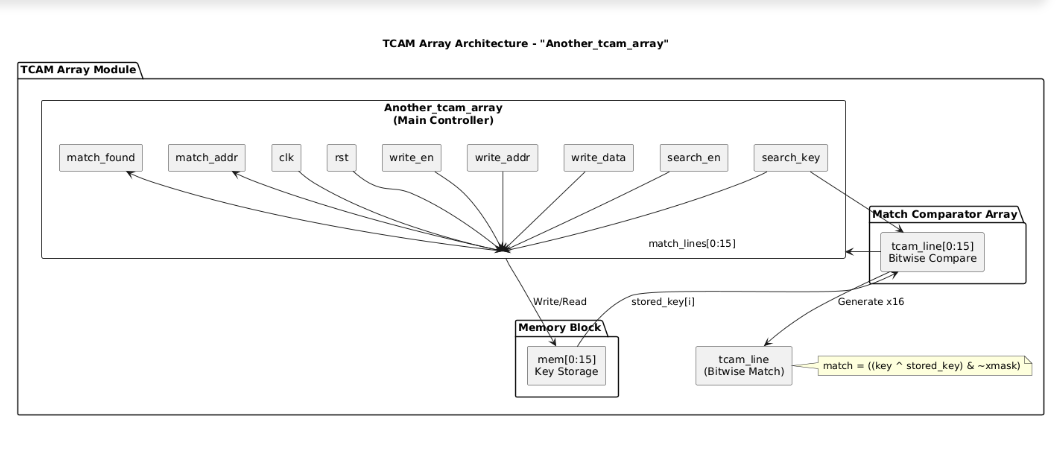 TCAM Array Architecture - "Another_tcam_array"
TCAM Array Module
Another_tcam_array
(Main Controller)
match_found
match_addr
clk
rst
write_en
write_addr
write_data
search_en
search_key
match_lines[0:15]
Match Comparator Array
tcam_line[0:15]
Bitwise Compare
Write/Read
stored_key[i]
Generate x16
Memory Block
mem[0:15]
Key Storage
tcam_line
(Bitwise Match)
match = ((key ^ stored_key) & ~xmask)